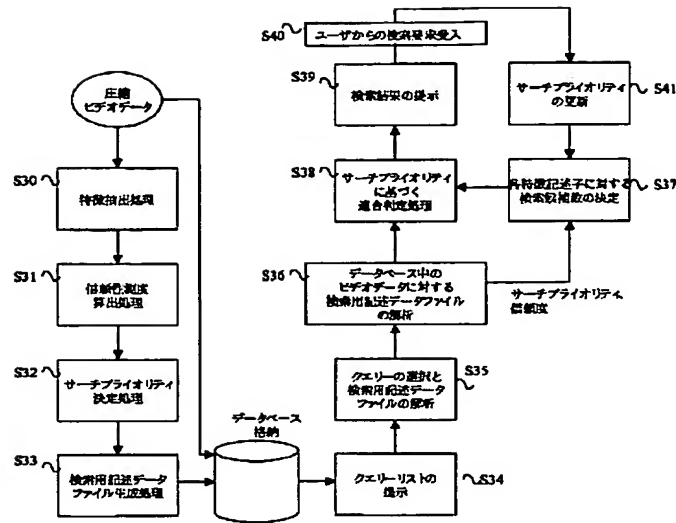 S40
ユーザからの検索要求受入
S39
検索結果の提示
サーチプライオリティ
の更新
S41
圧縮
ビデオデータ
S38
サーチプライオリティ
に基づく
適合判定処理
各特徴記述子に対する
検索候補数の決定
S37
S30
特徴抽出処理
S31
信頼性測度
算出処理
S36
データベース中の
ビデオデータに対する
検索用記述データファイル
の解析
サーチプライオリティ、
信頼度
S32
サーチプライオリティ
決定処理
クエリーの選択と
検索用記述データ
ファイルの解析
S35
データベース
格納
S33
検索用記述データ
ファイル生成処理
クエリーリストの
提示
S34